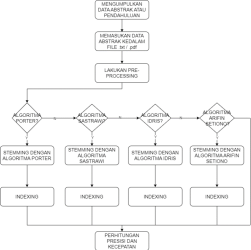 MENGUMPULKAN
DATA ABSTRAK ATAU
PENDAHULUAN
MEMASUKAN DATA
ABSTRAK KEDALAM
FILE .txt / .pdf
LAKUKAN PRE-
PROCESSING
ALGORITMA
PORTER?
ALGORITMA
SASTRAWI?
ALGORITMA
IDRIS?
ALGORITMA
ARIFIN
SETIONO?
STEMMING DENGAN
ALGORITMA PORTER
STEMMING DENGAN
ALGORITMA
SASTRAWI
STEMMING DENGAN
ALGORITMA IDRIS
STEMMING DENGAN
ALGORITMA ARIFIN
SETIONO
INDEXING
INDEXING
INDEXING
INDEXING
PERHITUNGAN
PRESISI DAN
KECEPATAN